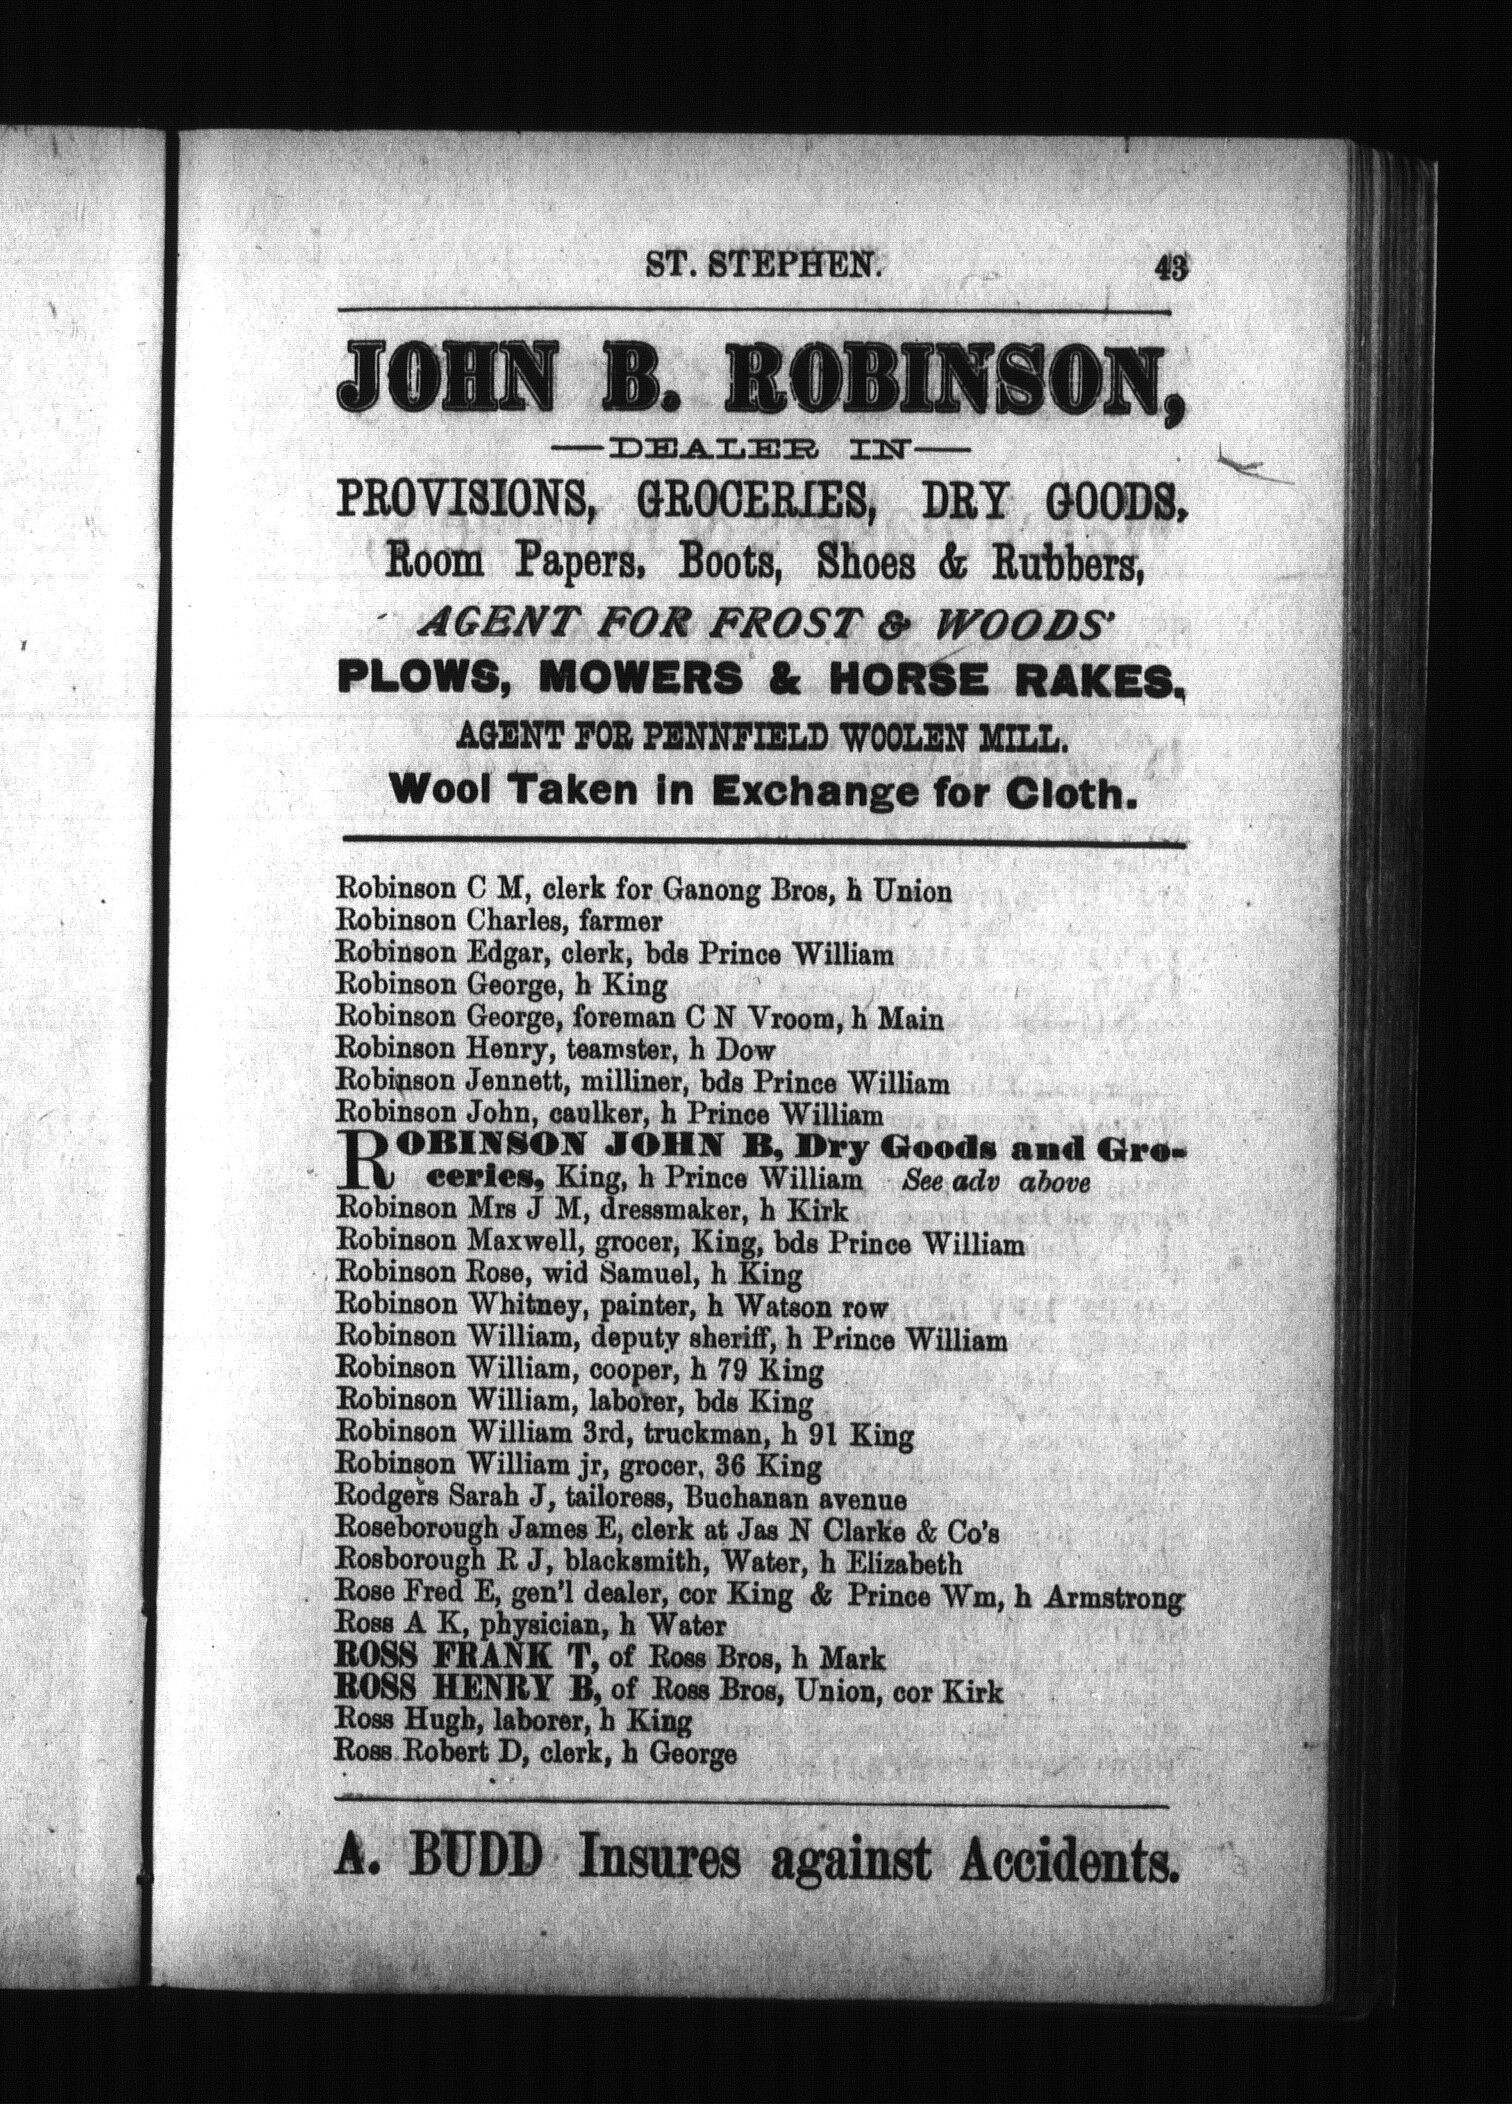 ST. STEPHEN. 43
JOHN B. ROBINSON,
—DEALER IN—
PROVISIONS, GROCERIES, DRY GOODS,
Room Papers, Boots, Shoes & Rubbers,
AGENT FOR FROST & WOODS'
PLOWS, MOWERS & HORSE RAKES.
AGENT FOR PENNFIELD WOOLEN MILL.
Wool Taken in Exchange for Cloth.
Robinson C M, clerk for Ganong Bros, h Union
Robinson Charles, farmer
Robinson Edgar, clerk, bds Prince William
Robinson George, h King
Robinson George, foreman C N Vroom, h Main
Robinson Henry, teamster, h Dow
Robinson Jennett, milliner, bds Prince William
Robinson John, caulker, h Prince William
ROBINSON JOHN B, Dry Goods and Gro-
ceries, King, h Prince William See adv above
Robinson Mrs J M, dressmaker, h Kirk
Robinson Maxwell, grocer, King, bds Prince William
Robinson Rose, wid Samuel, h King
Robinson Whitney, painter, h Watson row
Robinson William, deputy sheriff, h Prince William
Robinson William, cooper, h 79 King
Robinson William, laborer, bds King
Robinson William 3rd, truckman, h 91 King
Robinson William jr, grocer, 36 King
Rodgers Sarah J, tailoress, Buchanan avenue
Roseborough James E, clerk at Jas N Clarke & Co's
Rosborough R J, blacksmith, Water, h Elizabeth
Rose Fred E, gen'l dealer, cor King & Prince Wm, h Armstrong
Ross A K, physician, h Water
ROSS FRANK T, of Ross Bros, h Mark
ROSS HENRY B, of Ross Bros, Union, cor Kirk
Ross Hugh, laborer, h King
Ross Robert D, clerk, h George
A. BUDD Insures against Accidents.